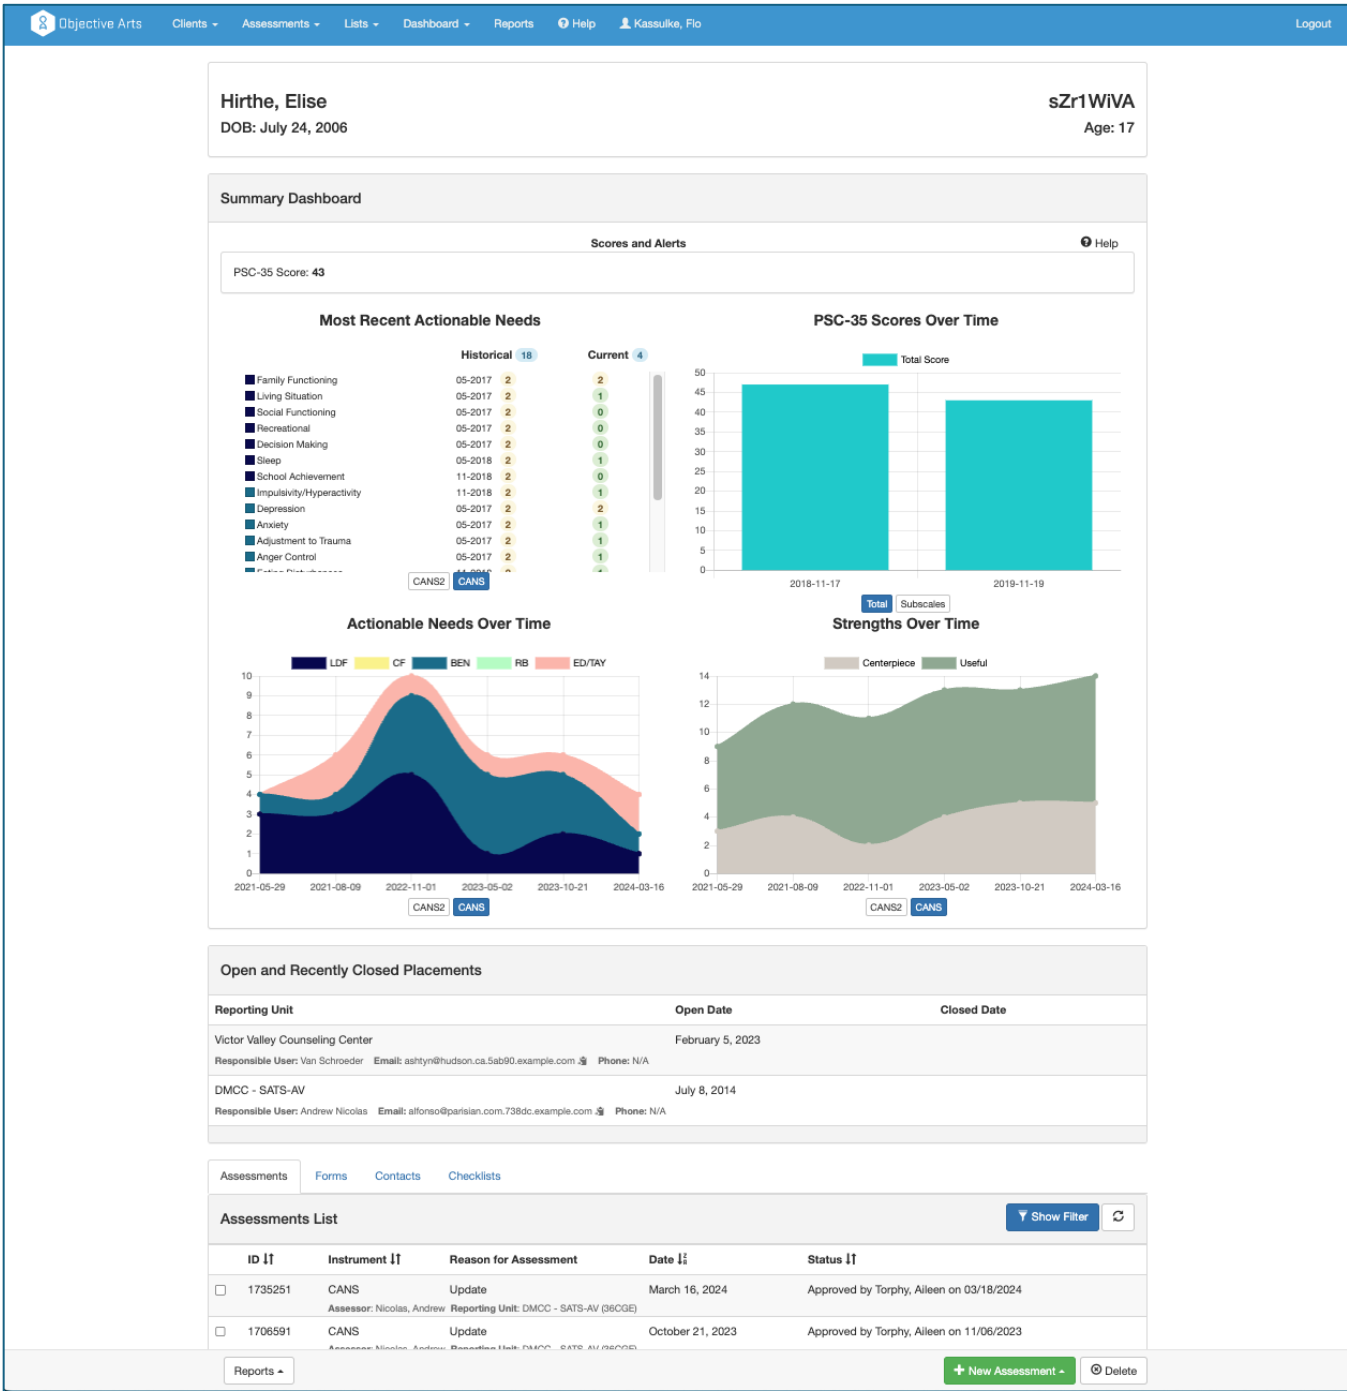 Objective Arts Clients Assessments Lists Dashboard Reports Help Kassulke, Flo Logout
Hirthe, Elise sZr1WiVA
DOB: July 24, 2006 Age: 17
Summary Dashboard
Scores and Alerts Help
PSC-35 Score: 43
Most Recent Actionable Needs
Historical 18 Current 4
Family Functioning 05-2017 2 2
Living Situation 05-2017 2 1
Social Functioning 05-2017 2 0
Recreational 05-2017 2 0
Decision Making 05-2017 2 0
Sleep 05-2018 2 1
School Achievement 11-2018 2 0
Impulsivity/Hyperactivity 11-2018 2 1
Depression 05-2017 2 2
Anxiety 05-2017 2 1
Adjustment to Trauma 05-2017 2 1
Anger Control 05-2017 2 1
CANS2 CANS
PSC-35 Scores Over Time
Total Score
50
45
40
35
30
25
20
15
10
5
0
2018-11-17 2019-11-19
Total Subscales
Actionable Needs Over Time
LDF CF BEN RB ED/TAY
10
9
8
7
6
5
4
3
2
1
0
2021-05-29 2021-08-09 2022-11-01 2023-05-02 2023-10-21 2024-03-16
CANS2 CANS
Strengths Over Time
Centerpiece Useful
14
12
10
8
6
4
2
0
2021-05-29 2021-08-09 2022-11-01 2023-05-02 2023-10-21 2024-03-16
CANS2 CANS
Open and Recently Closed Placements
Reporting Unit Open Date Closed Date
Victor Valley Counseling Center February 5, 2023
Responsible User: Van Schroeder Email: ashtyn@hudson.ca.5ab90.example.com Phone: N/A
DMCC - SATS-AV July 8, 2014
Responsible User: Andrew Nicolas Email: alfonso@parisian.com.738dc.example.com Phone: N/A
Assessments Forms Contacts Checklists
Assessments List Show Filter
ID Instrument Reason for Assessment Date Status
1735251 CANS Update March 16, 2024 Approved by Torphy, Aileen on 03/18/2024
Assessor: Nicolas, Andrew Reporting Unit: DMCC - SATS-AV (36CGE)
1706591 CANS Update October 21, 2023 Approved by Torphy, Aileen on 11/06/2023
Reports New Assessment Delete